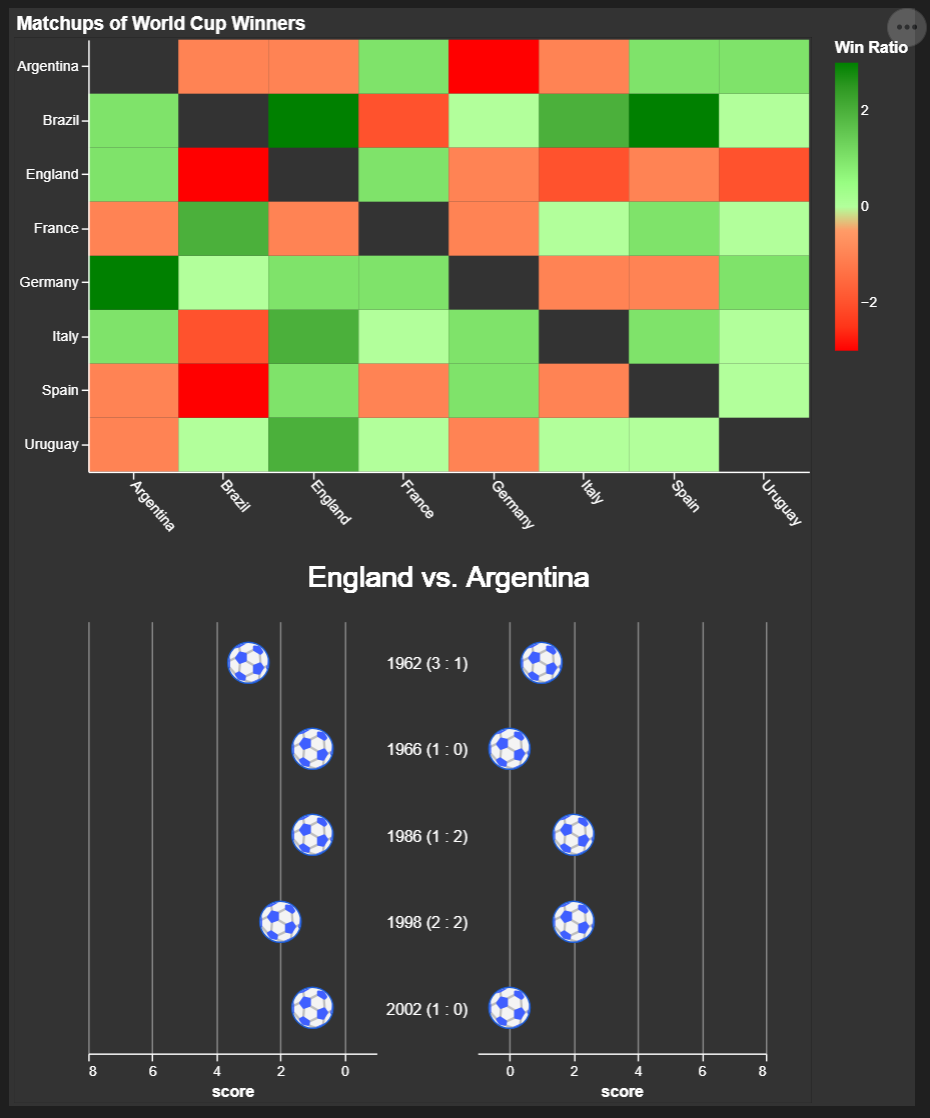 Matchups of World Cup Winners
Win Ratio
Argentina
Brazil
England
France
Germany
Italy
Spain
Uruguay
2
0
−2
Argentina
Brazil
England
France
Germany
Italy
Spain
Uruguay
England vs. Argentina
1962 (3 : 1)
1966 (1 : 0)
1986 (1 : 2)
1998 (2 : 2)
2002 (1 : 0)
8 6 4 2 0 0 2 4 6 8
score score